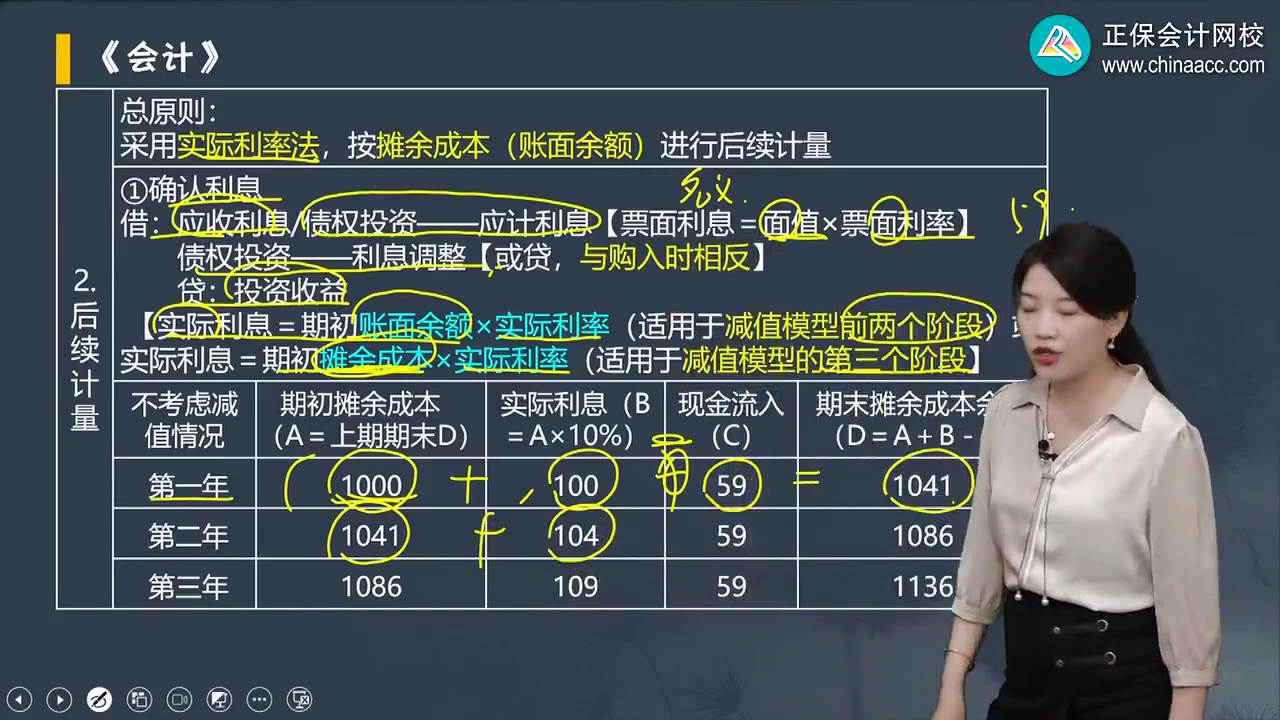 《会计》
正保会计网校
www.chinaacc.com
2.后续计量
总原则：
采用实际利率法，按摊余成本（账面余额）进行后续计量
①确认利息
名义
借：应收利息/债权投资——应计利息【票面利息＝面值×票面利率】
59
债权投资——利息调整【或贷，与购入时相反】
贷：投资收益
【实际利息＝期初账面余额×实际利率（适用于减值模型前两个阶段）
实际利息＝期初摊余成本×实际利率（适用于减值模型的第三个阶段】
不考虑减值情况 期初摊余成本（A＝上期期末D） 实际利息（B＝A×10%） 现金流入（C） 期末摊余成本（D＝A＋B-
第一年 1000 + 100 59 = 1041
第二年 1041 + 104 59 1086
第三年 1086 109 59 1136